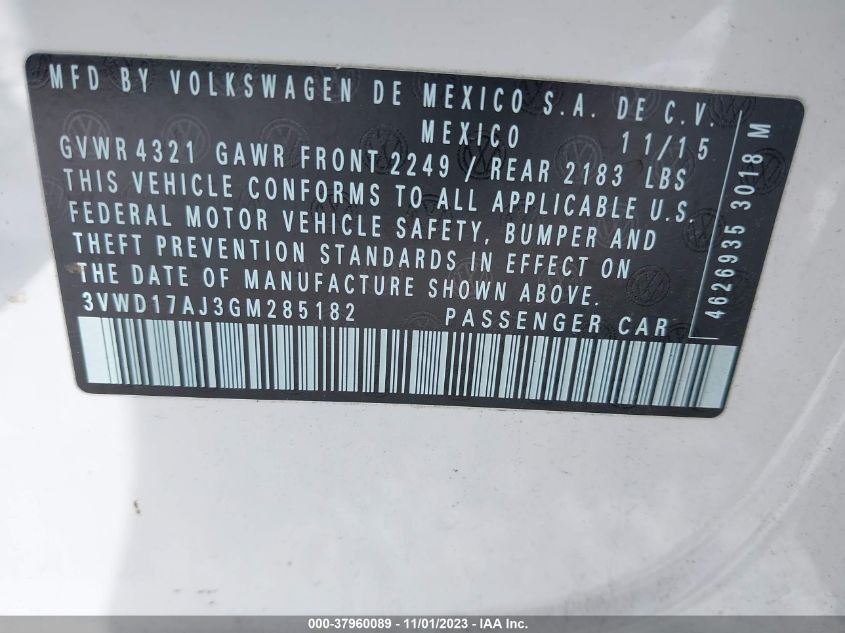 MFD BY VOLKSWAGEN DE MEXICO S.A. DE C.V.
MEXICO 11/15
GVWR 4321 GAWR FRONT 2249 / REAR 2183 LBS
THIS VEHICLE CONFORMS TO ALL APPLICABLE U.S.
FEDERAL MOTOR VEHICLE SAFETY, BUMPER AND
THEFT PREVENTION STANDARDS IN EFFECT ON
THE DATE OF MANUFACTURE SHOWN ABOVE.
3VWD17AJ3GM285182 PASSENGER CAR
4626935 3018 M
000-37960089 - 11/01/2023 - IAA Inc.